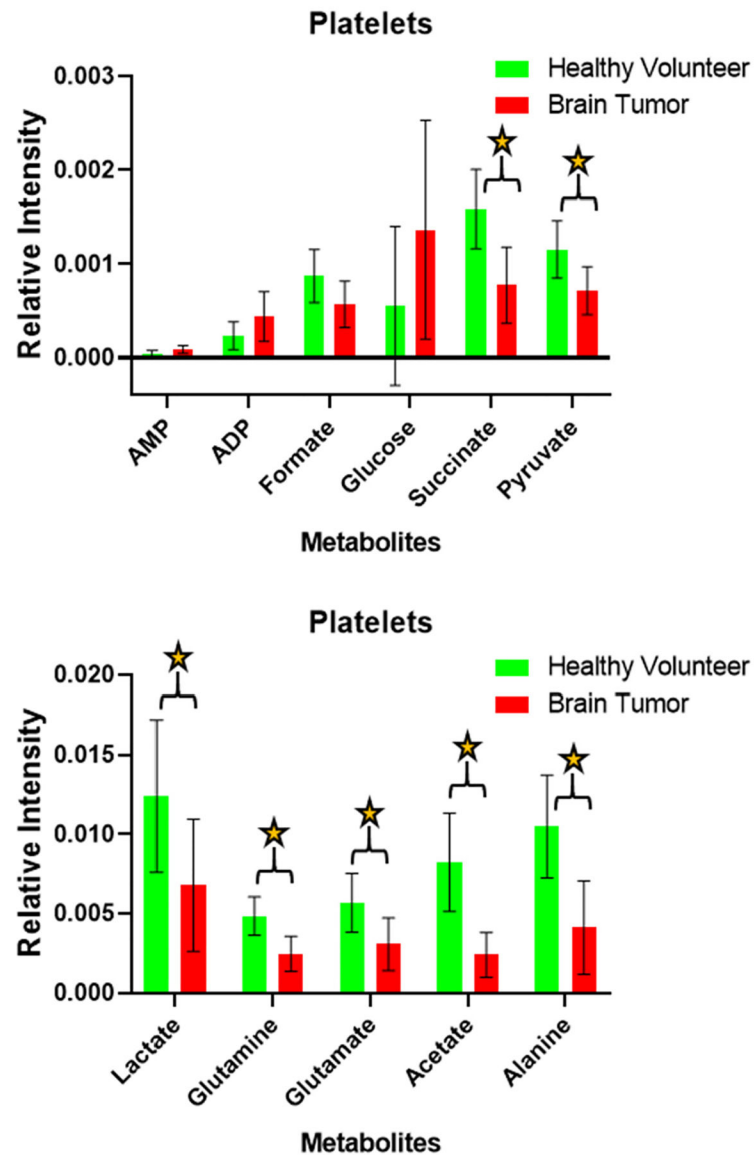 Platelets
Healthy Volunteer
Brain Tumor
Relative Intensity
0.003
0.002
0.001
0.000
AMP
ADP
Formate
Glucose
Succinate
Pyruvate
Metabolites
Platelets
Healthy Volunteer
Brain Tumor
Relative Intensity
0.020
0.015
0.010
0.005
0.000
Lactate
Glutamine
Glutamate
Acetate
Alanine
Metabolites